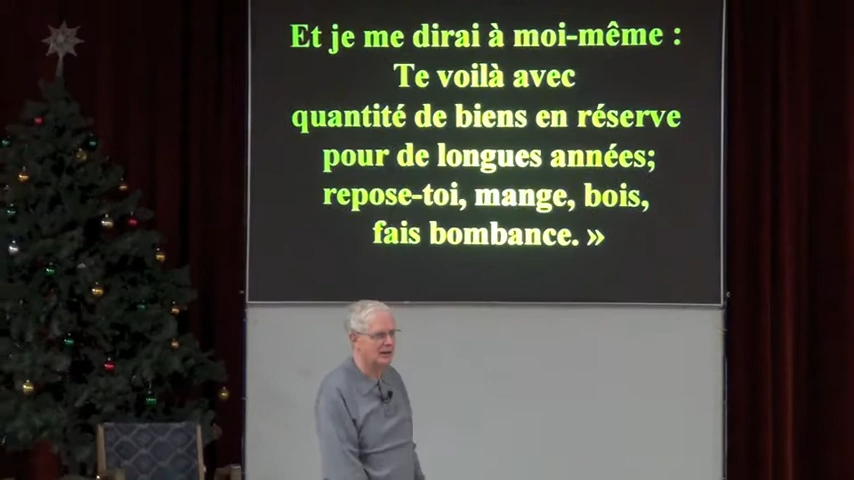 Et je me dirai à moi-même :
Te voilà avec
quantité de biens en réserve
pour de longues années;
repose-toi, mange, bois,
fais bombance. »